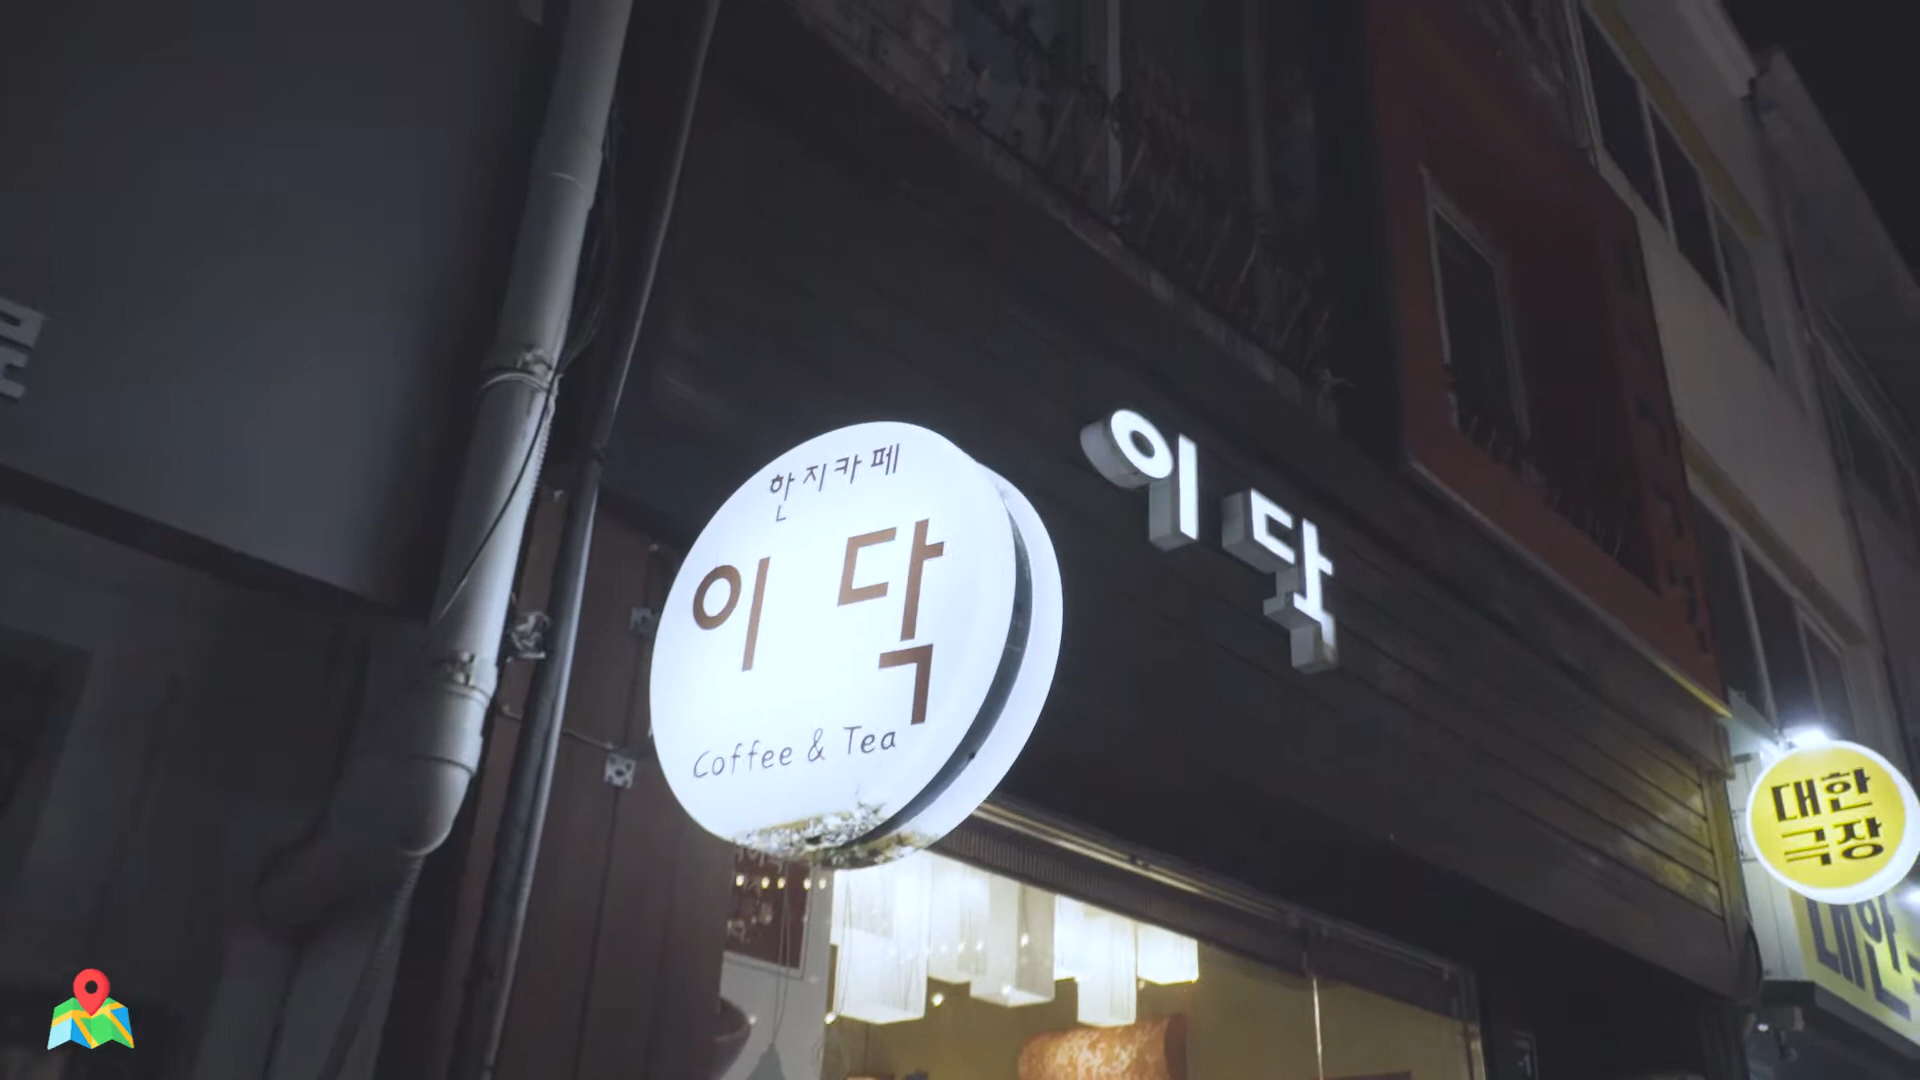 한지카페
이닥
Coffee & Tea
이닥
대한
극장